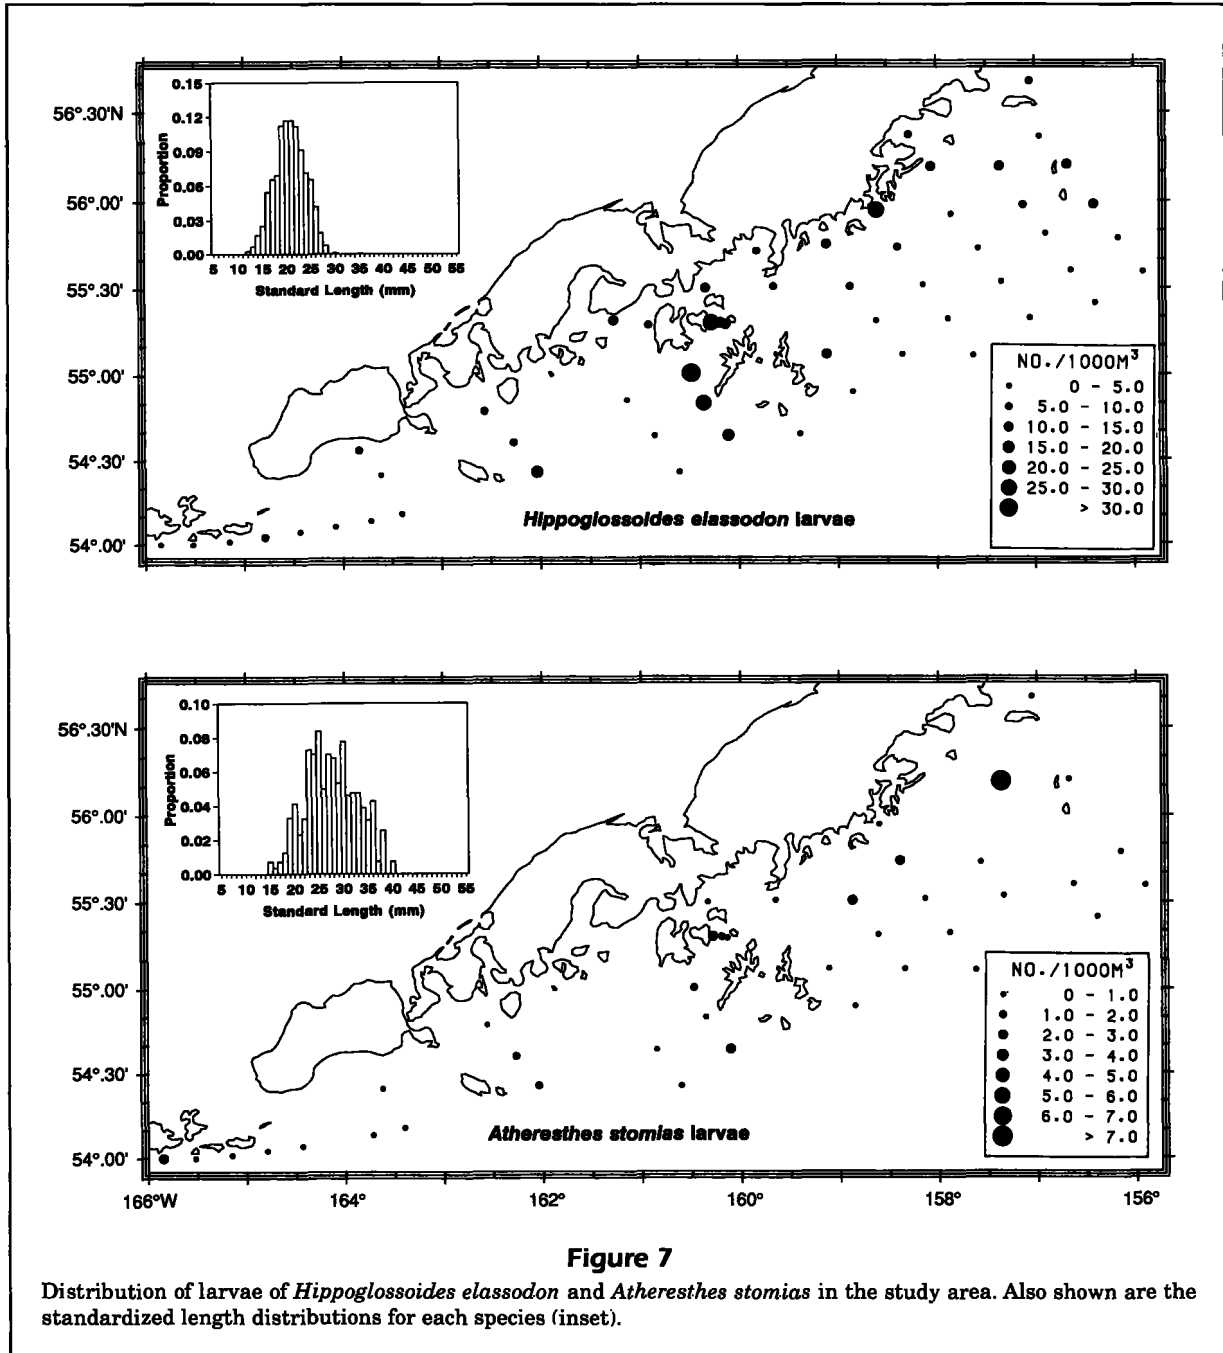 0.15
0.12
0.09
0.06
0.03
0.00
Proportion
5 10 15 20 25 30 35 40 45 50 55
Standard Length (mm)
56°.30'N
56°.00'
55°.30'
55°.00'
54°.30'
54°.00'
NO./1000M³
0 - 5.0
5.0 - 10.0
10.0 - 15.0
15.0 - 20.0
20.0 - 25.0
25.0 - 30.0
> 30.0
Hippoglossoides elassodon larvae
0.10
0.08
0.06
0.04
0.02
0.00
Proportion
5 10 15 20 25 30 35 40 45 50 55
Standard Length (mm)
56°.30'N
56°.00'
55°.30'
55°.00'
54°.30'
54°.00'
NO./1000M³
0 - 1.0
1.0 - 2.0
2.0 - 3.0
3.0 - 4.0
4.0 - 5.0
5.0 - 6.0
6.0 - 7.0
> 7.0
Atheresthes stomias larvae
166°W 164° 162° 160° 158° 156°
Figure 7
Distribution of larvae of Hippoglossoides elassodon and Atheresthes stomias in the study area. Also shown are the
standardized length distributions for each species (inset).